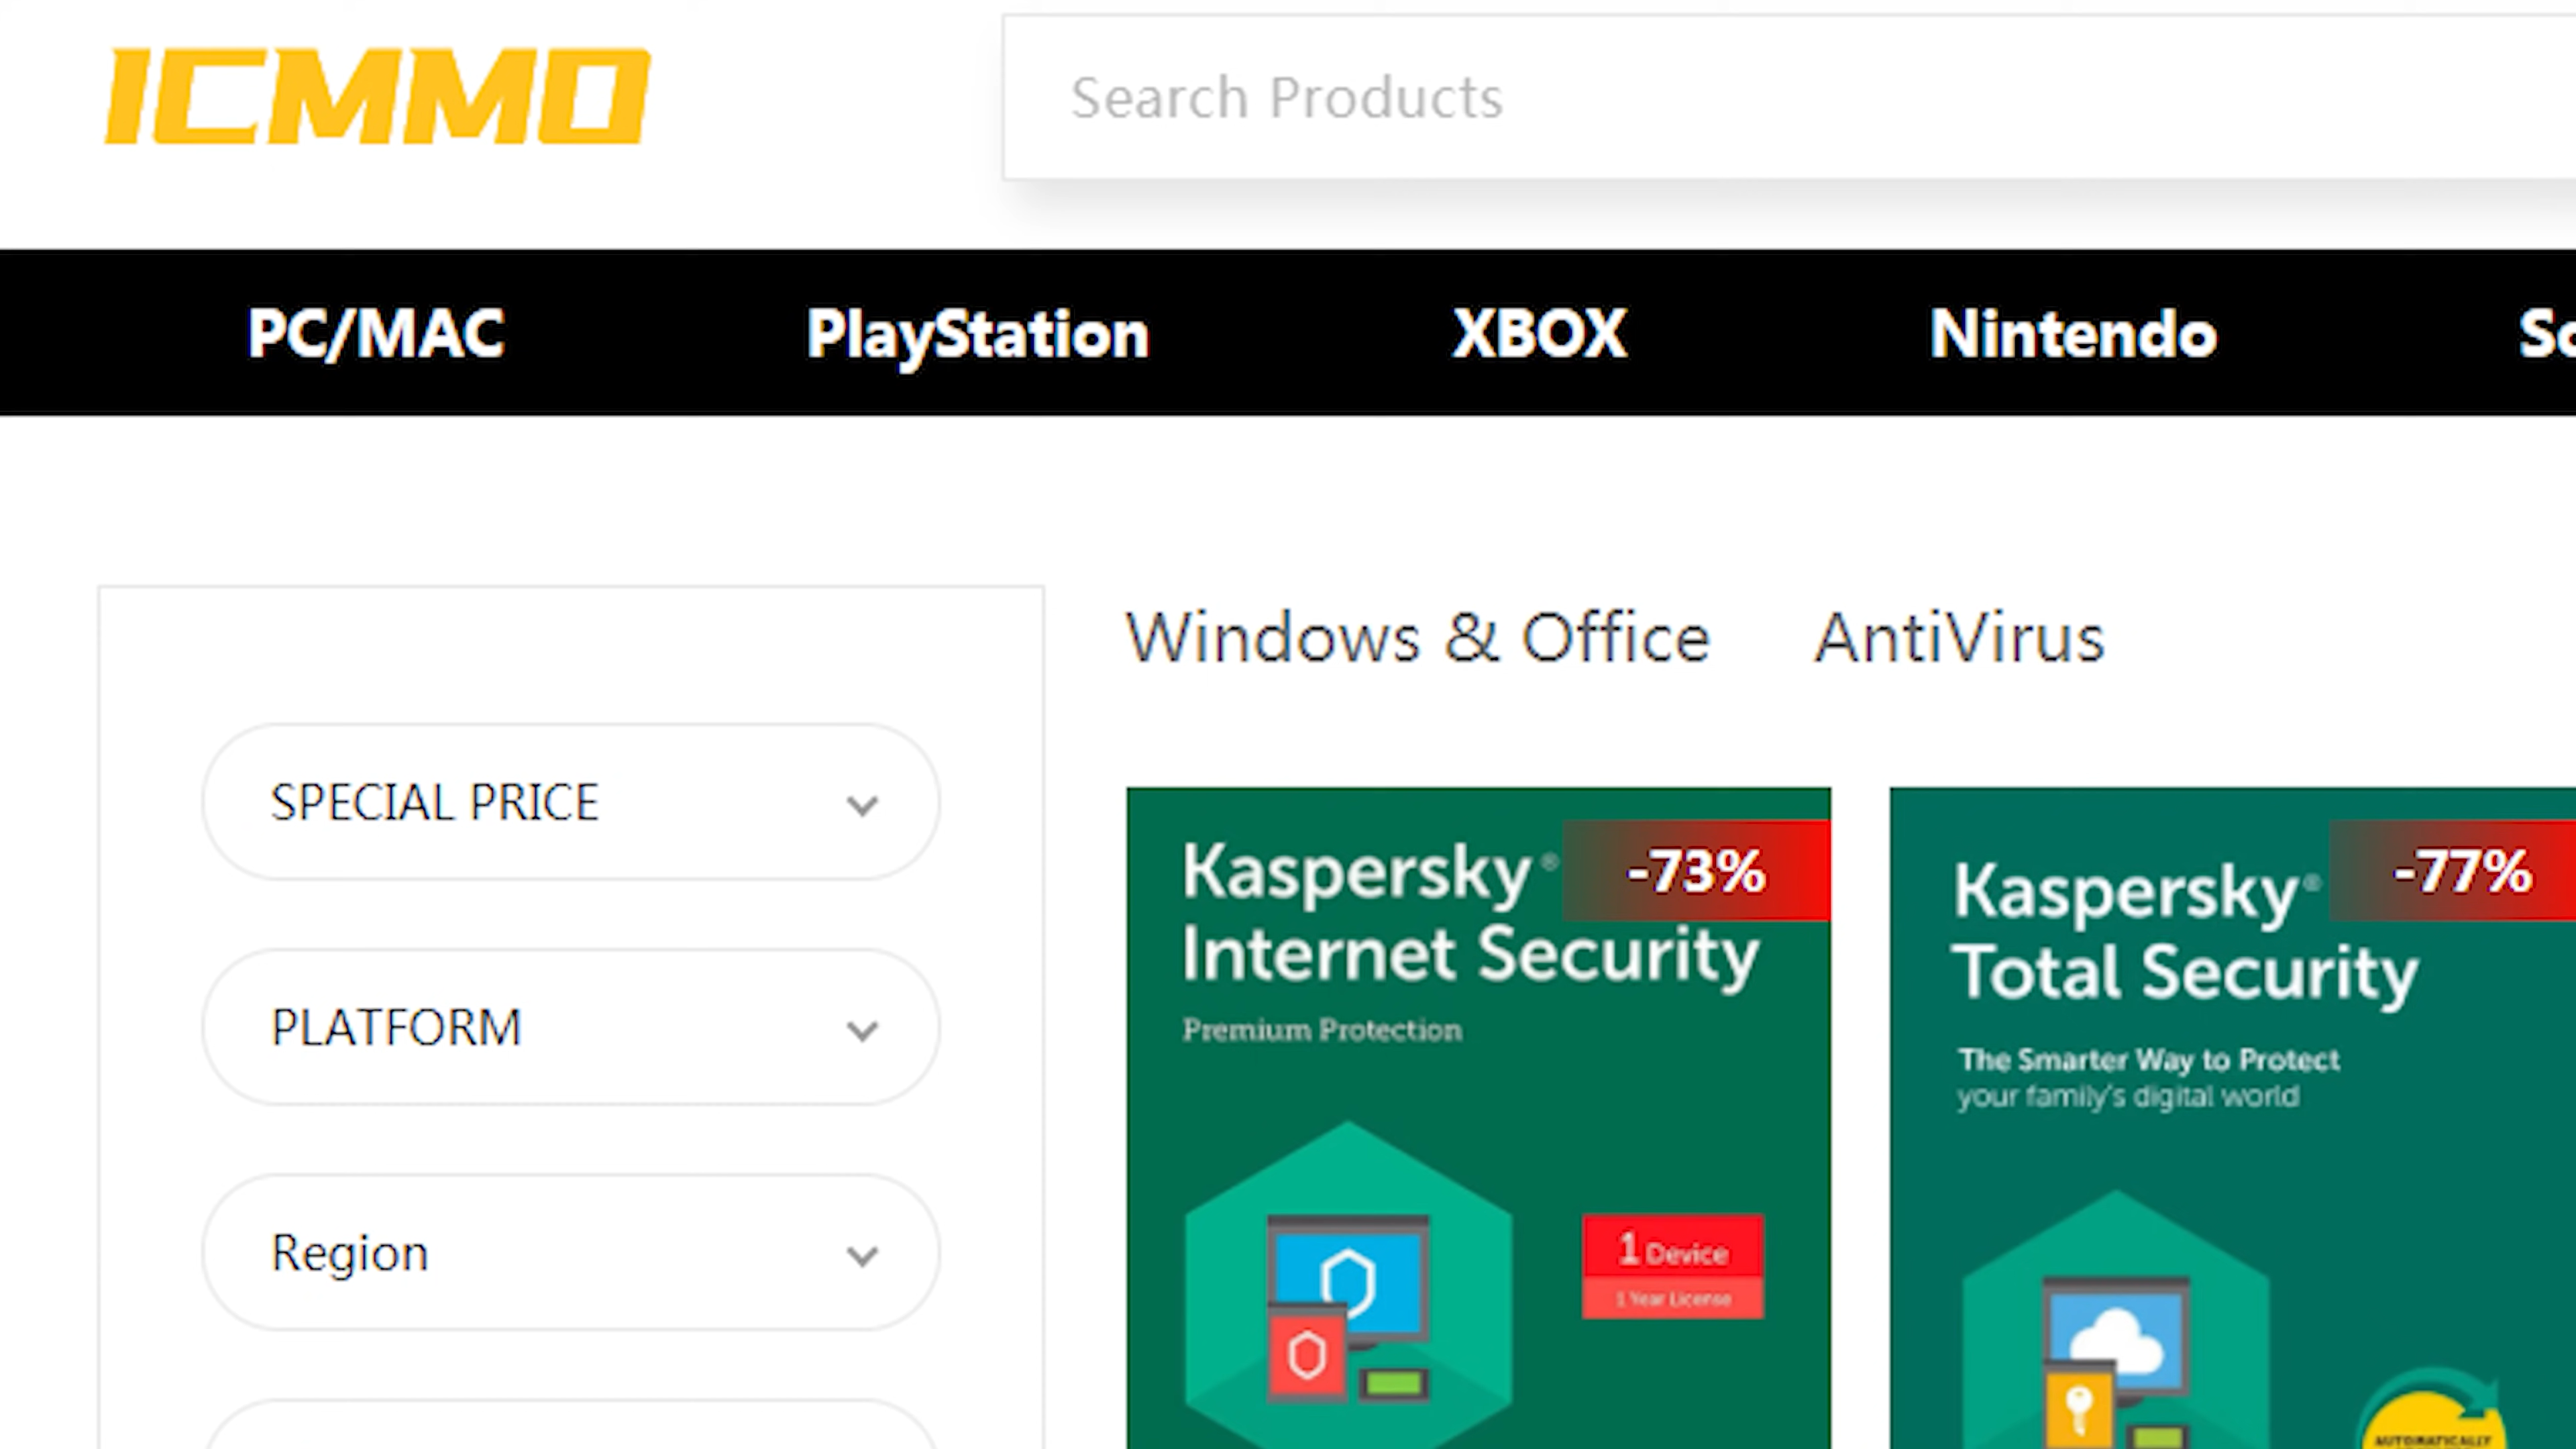 ICMMO
Search Products
PC/MAC PlayStation XBOX Nintendo
Windows & Office AntiVirus
SPECIAL PRICE
PLATFORM
Region
-73%
Kaspersky®
Internet Security
Premium Protection
1 Device
1 Year License
-77%
Kaspersky®
Total Security
The Smarter Way to Protect
your family's digital world
AUTOMATICALLY